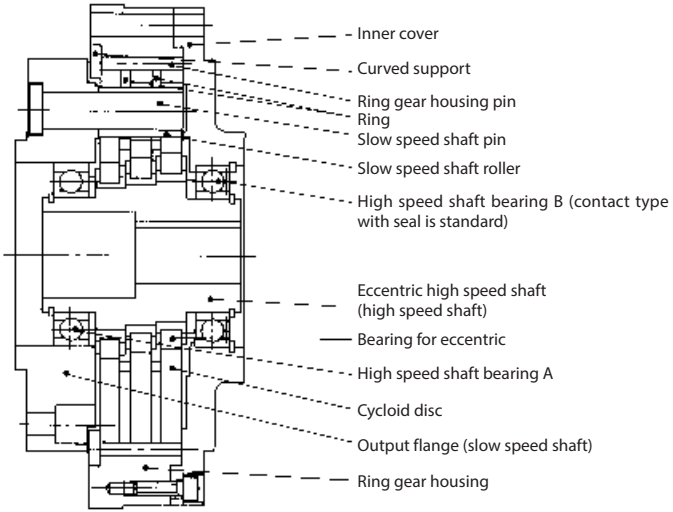 Inner cover
Curved support
Ring gear housing pin
Ring
Slow speed shaft pin
Slow speed shaft roller
High speed shaft bearing B (contact type
with seal is standard)
Eccentric high speed shaft
(high speed shaft)
Bearing for eccentric
High speed shaft bearing A
Cycloid disc
Output flange (slow speed shaft)
Ring gear housing